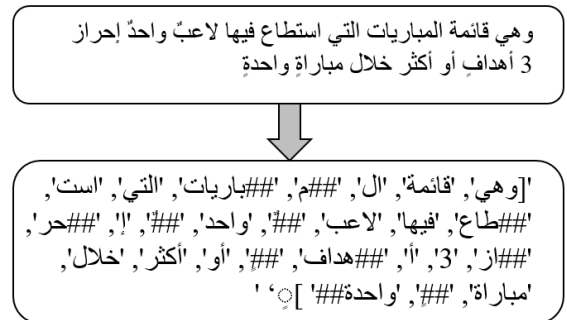 وهي قائمة المباريات التي استطاع فيها لاعبٌ واحدٌ إحراز
3 أهدافٍ أو أكثر خلال مباراةٍ واحدةٍ
'[وهي', 'قائمة', 'ال', '##م', '##باريات', 'التي', 'است',
'##طاع', 'فيها', 'لاعب', '##ٌ', 'واحد', '##ٌ', 'إ', '##حر',
'##از', '3', 'أ', '##هداف', '##ٍ', 'أو', 'أكثر', 'خلال',
'مباراة', '##ٍ', 'واحدة##' ]ٍ‘ '